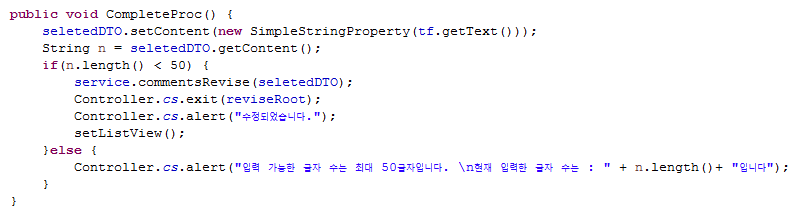 public void CompleteProc() {
    seletedDTO.setContent(new SimpleStringProperty(tf.getText()));
    String n = seletedDTO.getContent();
    if(n.length() < 50) {
        service.commentsRevise(seletedDTO);
        Controller.cs.exit(reviseRoot);
        Controller.cs.alert("수정되었습니다.");
        setListView();
    }else {
        Controller.cs.alert("입력 가능한 글자 수는 최대 50글자입니다. \n현재 입력한 글자 수는 : " + n.length()+ "입니다");
    }
}